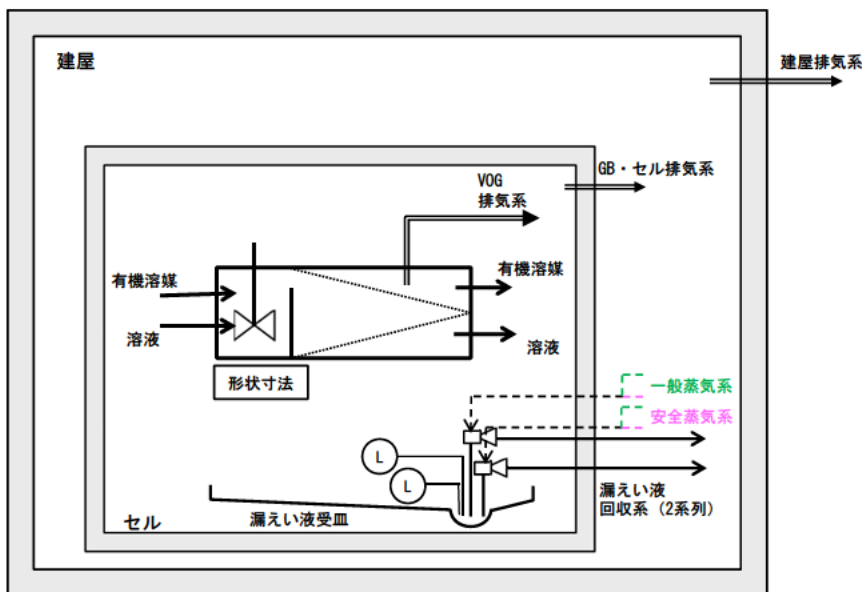 建屋
建屋排気系
GB・セル排気系
VOG
排気系
有機溶媒
有機溶媒
溶液
溶液
形状寸法
一般蒸気系
安全蒸気系
L
L
漏えい液
回収系（2系列）
漏えい液受皿
セル